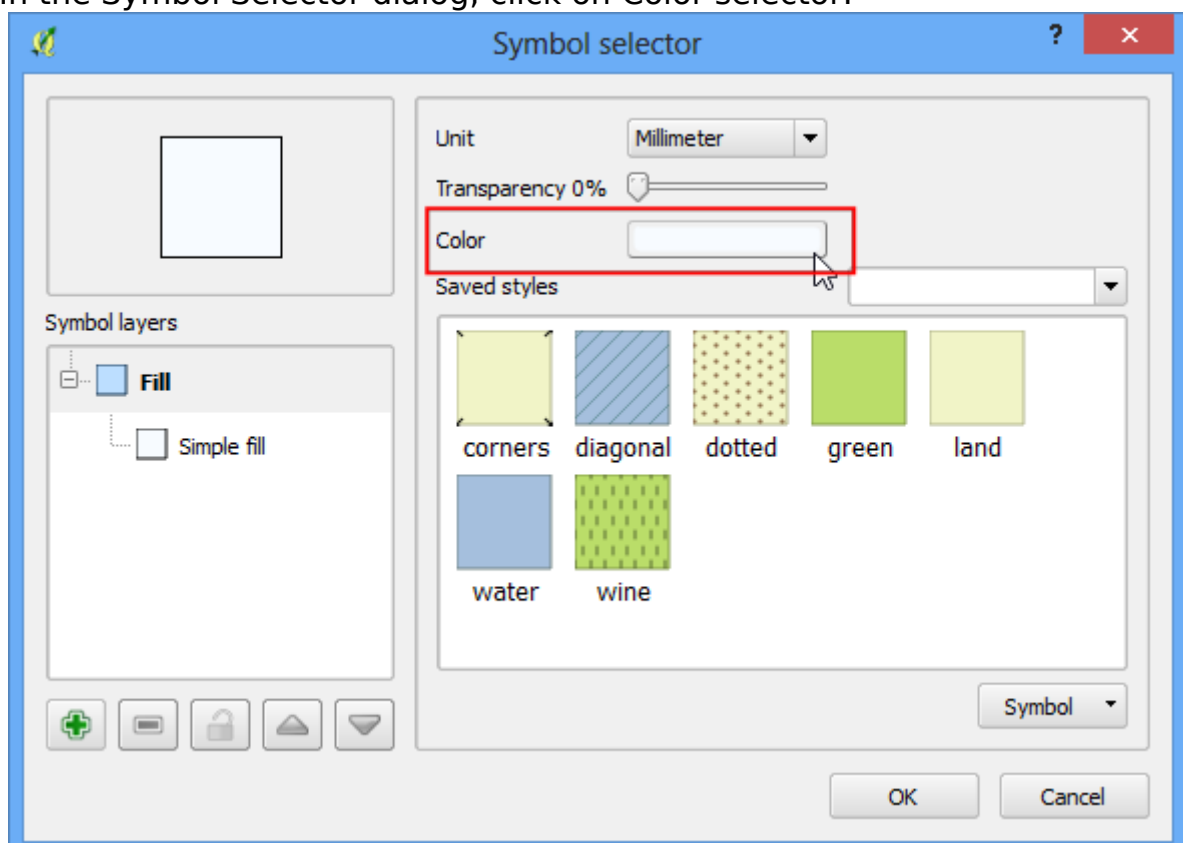 in the Symbol Selector dialog, click on Color selector.
Symbol selector
?
Unit
Millimeter
Transparency 0%
Color
Saved styles
Symbol layers
Fill
Simple fill
corners diagonal dotted green land
water wine
Symbol
OK Cancel